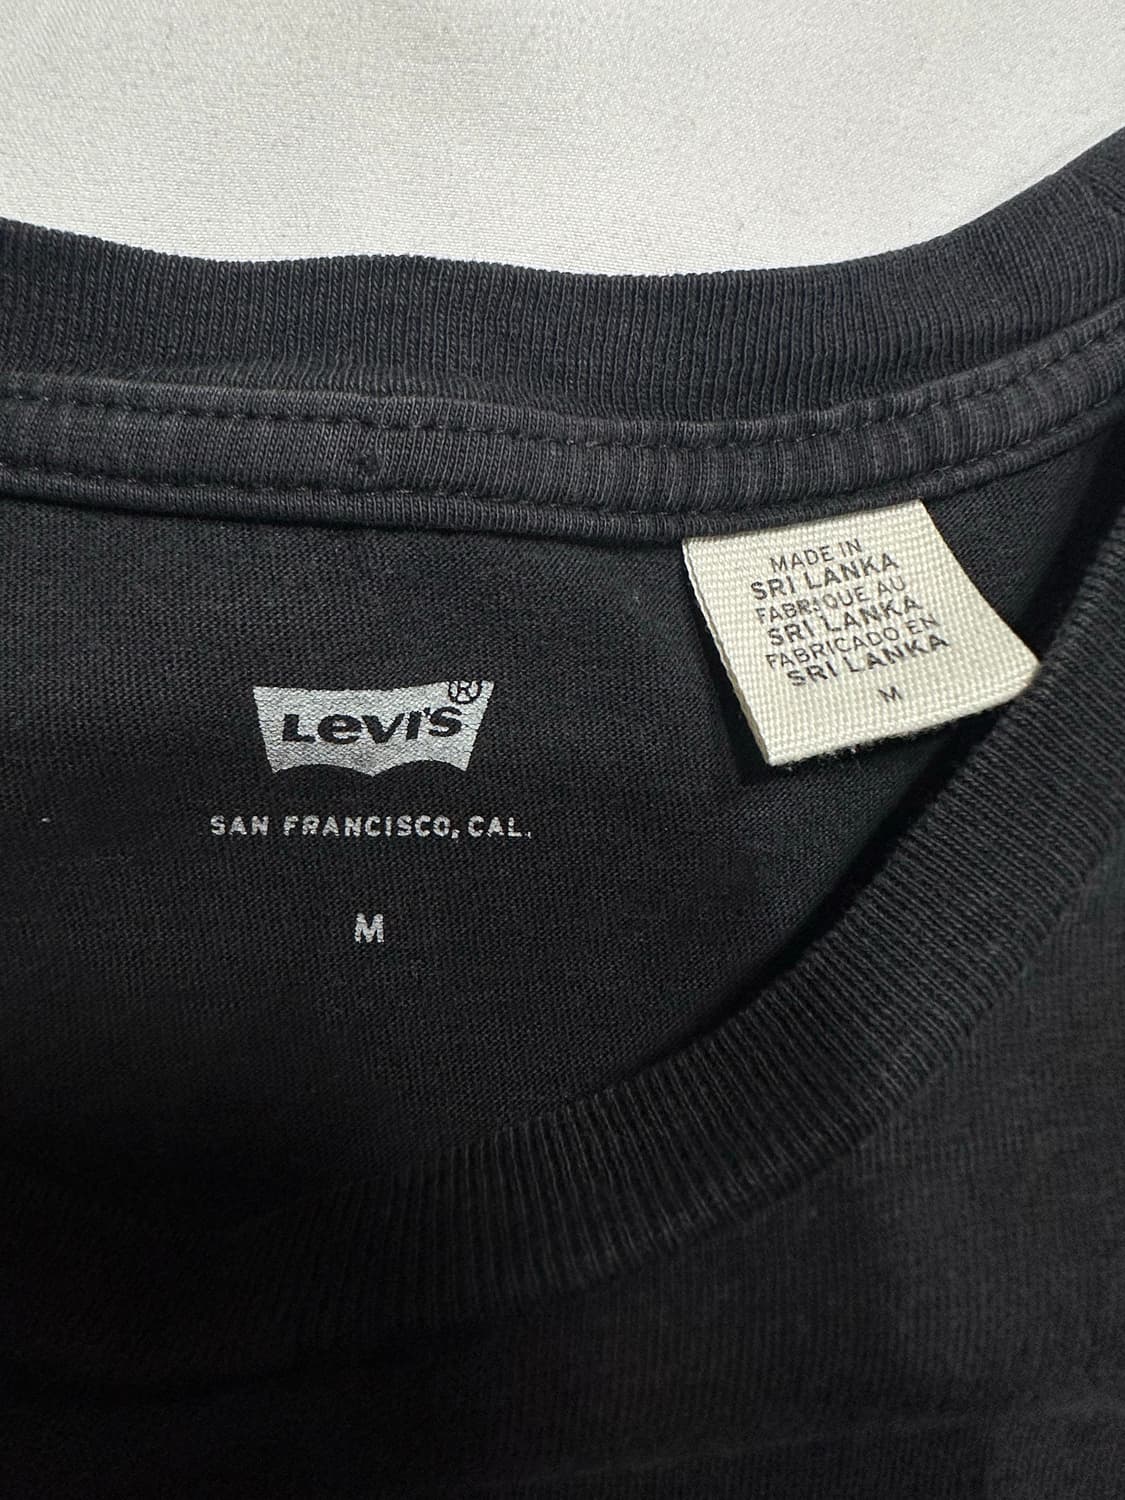 MADE IN
SRI LANKA
FABRIQUE AU
SRI LANKA
FABRICADO EN
SRI LANKA
M
LEVI'S®
SAN FRANCISCO, CAL.
M